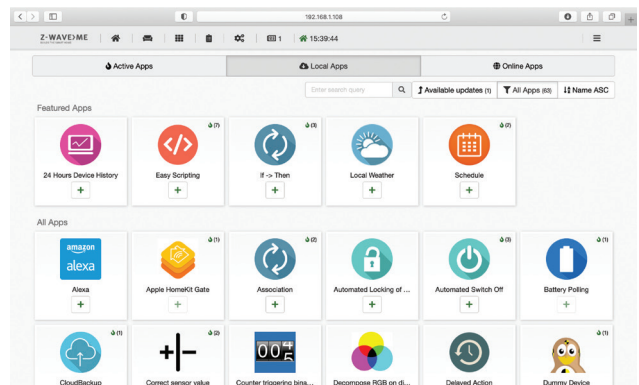 192.168.1.108
Z-WAVE>ME
1
15:39:44
Active Apps
Local Apps
Online Apps
Enter search query
Available updates (1)
All Apps (63)
Name ASC
Featured Apps
(7)
(3)
(2)
24 Hours Device History
Easy Scripting
If -> Then
Local Weather
Schedule
All Apps
(1)
(2)
(3)
(1)
amazon
alexa
Alexa
Apple HomeKit Gate
Association
Automated Locking of ...
Automated Switch Off
Battery Polling
(1)
(2)
(1)
CloudBackup
Correct sensor value
Counter triggering bina...
Decompose RGB on di...
Delayed Action
Dummy Device